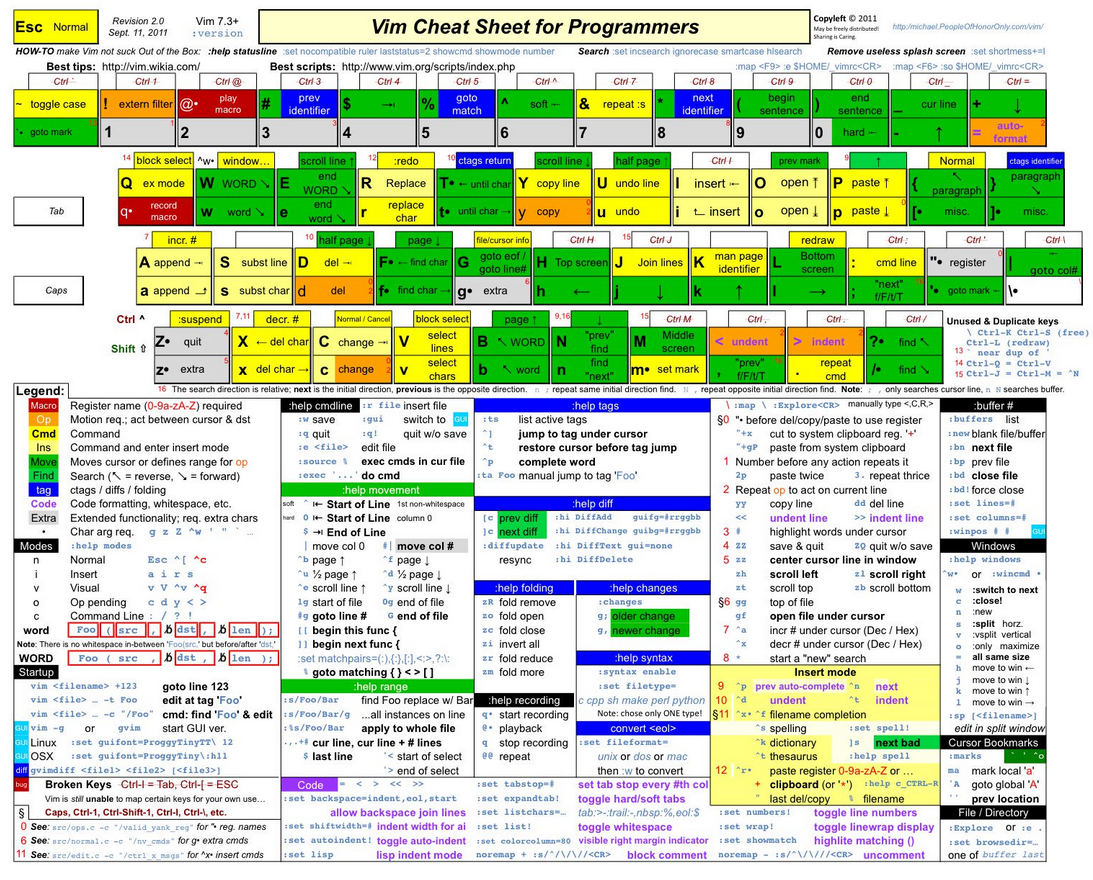 Esc Normal
Revision 2.0
Sept. 11, 2011
Vim 7.3+
:version
Vim Cheat Sheet for Programmers
Copyleft © 2011
May be freely distributed!
Sharing is Caring.
http://michael.PeopleOfHonorOnly.com/vim/
HOW-TO make Vim not suck Out of the Box: :help statusline :set nocompatible ruler laststatus=2 showcmd showmode number Search :set incsearch ignorecase smartcase hlsearch Remove useless splash screen :set shortmess+=I
Best tips: http://vim.wikia.com/ Best scripts: http://www.vim.org/scripts/index.php :map <F9> :e $HOME/_vimrc<CR> :map <F6> :so $HOME/_vimrc<CR>
Ctrl ` Ctrl 1 Ctrl @ Ctrl 3 Ctrl 4 Ctrl 5 Ctrl ^ Ctrl 7 Ctrl 8 Ctrl 9 Ctrl 0 Ctrl _ Ctrl =
~ toggle case ! extern filter @• play macro # prev identifier $ →⁞ % goto match ^ soft ← & repeat :s * next identifier ( begin sentence ) end sentence _ cur line + ↓
`• goto mark 1 2 3 4 5 6 7 8 9 0 hard ← - ↑ = auto-format
14 block select ^w• window… scroll line ↑ 12 :redo 10 ctags return scroll line ↓ half page ↑ Ctrl I prev mark 9 ↑ Normal ctags identifier
Tab
Q ex mode W WORD ↘ E end WORD ↘ R Replace T• ← until char Y copy line U undo line I insert ⇤ O open ⤒ P paste ⤒ { ↖ paragraph } paragraph ↘
q• record macro w word ↘ e end word ↘ r replace char t• until char → y copy u undo i insert ← o open ⤓ p paste ⤓ [• misc. ]• misc.
7 incr. # 10 half page ↓ page ↓ file/cursor info Ctrl H 15 Ctrl J redraw Ctrl ; Ctrl ' Ctrl \
Caps
A append → S subst line D del → F• ← find char G goto eof / goto line# H Top screen J Join lines K man page identifier L Bottom screen : cmd line "• register | goto col#
a append s subst char d del f• find char → g• extra h ← j ↓ k ↑ l → ; "next" f/F/t/T '• goto mark ← \•
Ctrl ^ :suspend 7,11 decr. # Normal / Cancel block select page ↑ 9,16 ↓ 15 Ctrl M Ctrl , Ctrl . Ctrl /
Shift ⇧
Z• quit X ← del char C change → V select lines B ↖ WORD N "prev" find M Middle screen < undent > indent ?• find ↑
z• extra x del char → c change v select chars b ↖ word n "next" find m• set mark , "prev" f/F/t/T . repeat cmd /• find ↓
Unused & Duplicate keys
\ Ctrl-K Ctrl-S (free)
Ctrl-L (redraw)
13 ` near dup of '
14 Ctrl-Q = Ctrl-V
15 Ctrl-J = Ctrl-M = ^N
16 The search direction is relative; next is the initial direction, previous is the opposite direction. n ; repeat same initial direction find. N , repeat opposite initial direction find. Note: ; , only searches cursor line, n N searches buffer.
Legend:
Macro Register name (0-9a-zA-Z) required
Op Motion req.; act between cursor & dst
Cmd Command
Ins Command and enter insert mode
Move Moves cursor or defines range for op
Find Search (↖ = reverse, ↘ = forward)
tag ctags / diffs / folding
Code Code formatting, whitespace, etc.
Extra Extended functionality; req. extra chars
• Char arg req. g z Z ^w ' " ` …
Modes :help modes
n Normal Esc ^[ ^c
i Insert a i r s
v Visual v V ^v ^q
o Op pending c d y < >
c Command Line : / ? !
word Foo ( src , dst , len );
Note: There is no whitespace in-between 'Foo(src,' but before/after 'dst,'
WORD Foo ( src , dst , len );
Startup
vim <filename> +123 goto line 123
vim <filename> … -t Foo edit at tag 'Foo'
vim <filename> … -c "/Foo" cmd: find 'Foo' & edit
GUI vim -g or gvim start GUI ver.
GUI Linux :set guifont=ProggyTinyTT\ 12
GUI OSX :set guifont=ProggyTiny\:h11
diff gvimdiff <file1> <file2> [<file3>]
bug Broken Keys Ctrl-I = Tab, Ctrl-[ = ESC
Vim is still unable to map certain keys for your own use…
§ Caps, Ctrl-1, Ctrl-Shift-1, Ctrl-I, Ctrl-\, etc.
0 See: src/ops.c -c "/valid_yank_reg" for "• reg. names
6 See: src/normal.c -c "/nv_cmds" for g• extra cmds
11 See: src/edit.c -c "/ctrl_x_msgs" for ^x• insert cmds
:help cmdline :r file insert file
:w save :gui switch to GUI
:q quit :q! quit w/o save
:e <file> edit file
:source % exec cmds in cur file
:exec '...' do cmd
:help movement
soft ^ ⇤ Start of Line 1st non-whitespace
hard 0 ⇤ Start of Line column 0
$ ⇥ End of Line
| move col 0 #| move col #
^b page ↑ ^f page ↓
^u ½ page ↑ ^d ½ page ↓
^e scroll line ↑ ^y scroll line ↓
lg start of file 0g end of file
#g goto line # G end of file
[[ begin this func {
]] begin next func {
:set matchpairs=(:),{:},[:],<:>,?:\:
% goto matching { } < > [ ]
:help range
:s/Foo/Bar find Foo replace w/ Bar
:s/Foo/Bar/g ...all instances on line
:%s/Foo/Bar apply to whole file
.,.+# cur line, cur line + # lines
'< start of select
'> end of select
:help tags
:ts list active tags
^] jump to tag under cursor
^t restore cursor before tag jump
^p complete word
:ta Foo manual jump to tag 'Foo'
:help diff
[c prev diff :hi DiffAdd guifg=#rrggbb
]c next diff :hi DiffChange guibg=#rrggbb
:diffupdate :hi DiffText gui=none
resync :hi DiffDelete
:help folding
zR fold remove
zo fold open
zc fold close
zi invert all
zr fold reduce
zm fold more
:help changes
:changes
g; older change
g, newer change
:help syntax
:syntax enable
:set filetype=
c cpp sh make perl python
Note: chose only ONE type!
:help recording
q• start recording
@• playback
q stop recording
@@ repeat
convert <eol>
:set fileformat=
unix or dos or mac
then :w to convert
\ :map \ :Explore<CR> manually type <,C,R,>
§0 "• before del/copy/paste to use register
"+x cut to system clipboard reg. '+'
"+gP paste from system clipboard
1 Number before any action repeats it
2p paste twice 3. repeat thrice
2 Repeat op to act on current line
yy copy line dd del line
<< undent line >> indent line
3 # highlight words under cursor
4 ZZ save & quit ZQ quit w/o save
5 zz center cursor line in window
zh scroll left zl scroll right
zt scroll top zb scroll bottom
§6 gg top of file
gf open file under cursor
7 ^a incr # under cursor (Dec / Hex)
^x decr # under cursor (Dec / Hex)
8 * start a "new" search
Insert mode
9 ^p prev auto-complete ^n next
10 ^d undent ^t indent
§11 ^x• ^f filename completion
^s spelling :set spell!
^k dictionary ]s next bad
^t thesaurus
12 ^r• paste register 0-9a-zA-Z or …
+ clipboard (or '*') :help c_CTRL-R
" last del/copy % filename
:buffer #
:buffers list
:new blank file/buffer
:bn next file
:bp prev file
:bd close file
:bd! force close
:set lines=#
:set columns=#
:winpos # # GUI
Windows
:help windows
^w• or :wincmd •
w :switch to next
c :close!
n :new
s :split horz.
v :vsplit vertical
o :only maximize
= all same size
h move to win ←
j move to win ↓
k move to win ↑
l move to win →
:sp [<filename>]
edit in split window
Cursor Bookmarks
:marks
ma mark local 'a'
'A goto global 'A'
'' prev location
File / Directory
:Explore or :e .
:set browsedir=…
one of buffer last
Code = < > << >> :set tabstop=# set tab stop every #th col
:set backspace=indent,eol,start :set expandtab! toggle hard/soft tabs
allow backspace join lines :set listchars=… tab:>-:trail:-,nbsp:%,eol:$
:set shiftwidth=# indent width for ai :set list! toggle whitespace :set numbers! toggle line numbers
:set autoindent! toggle auto-indent :set colorcolumn=80 visible right margin indicator :set wrap! toggle linewrap display
:set lisp lisp indent mode noremap + :s/^/\/\//<CR> block comment :set showmatch highlite matching ()
noremap - :s/^\/\///<CR> uncomment